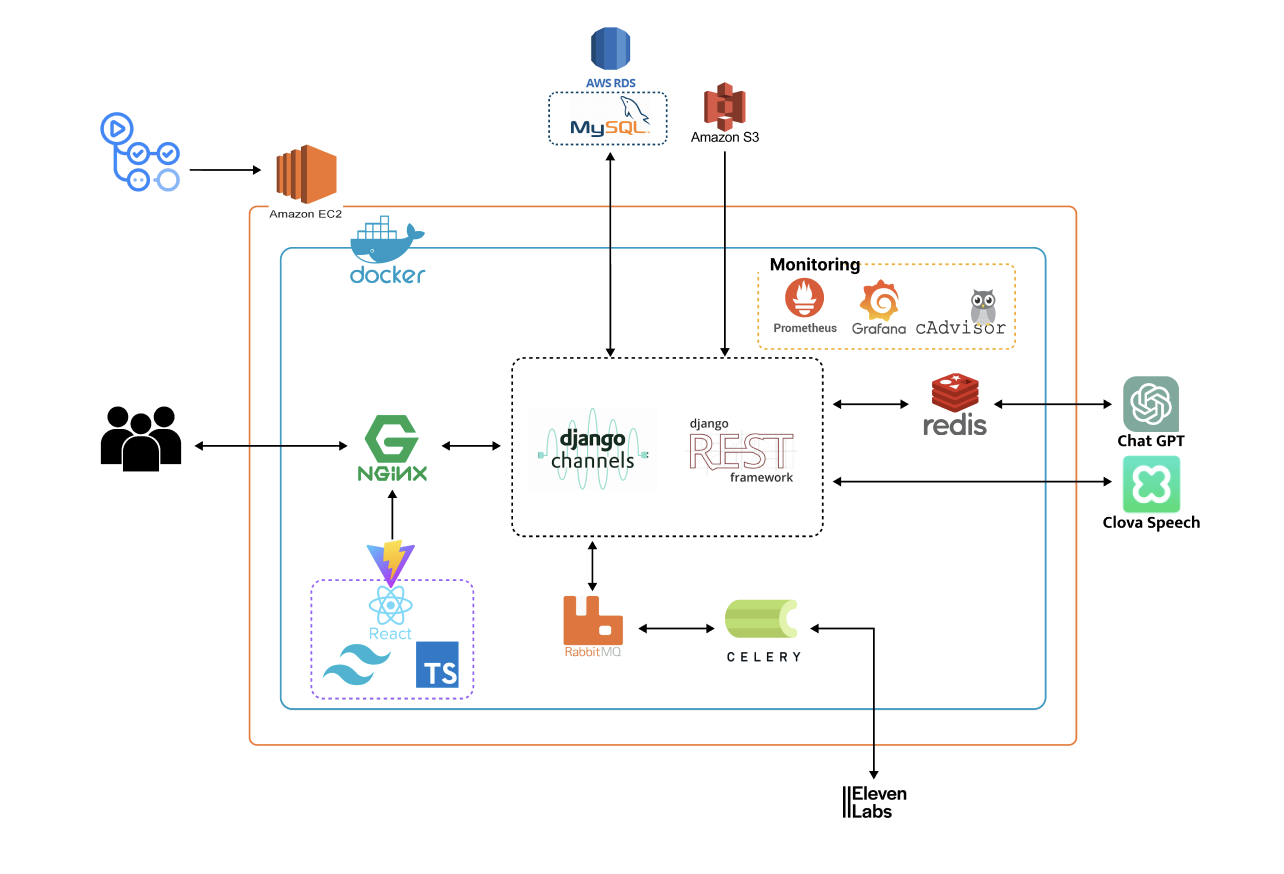 AWS RDS
MySQL
Amazon S3
Amazon EC2
docker
Monitoring
Prometheus
Grafana
cAdvisor
django
channels
django
REST
framework
redis
Chat GPT
Clova Speech
NGiNX
React
TS
RabbitMQ
CELERY
||Eleven
Labs